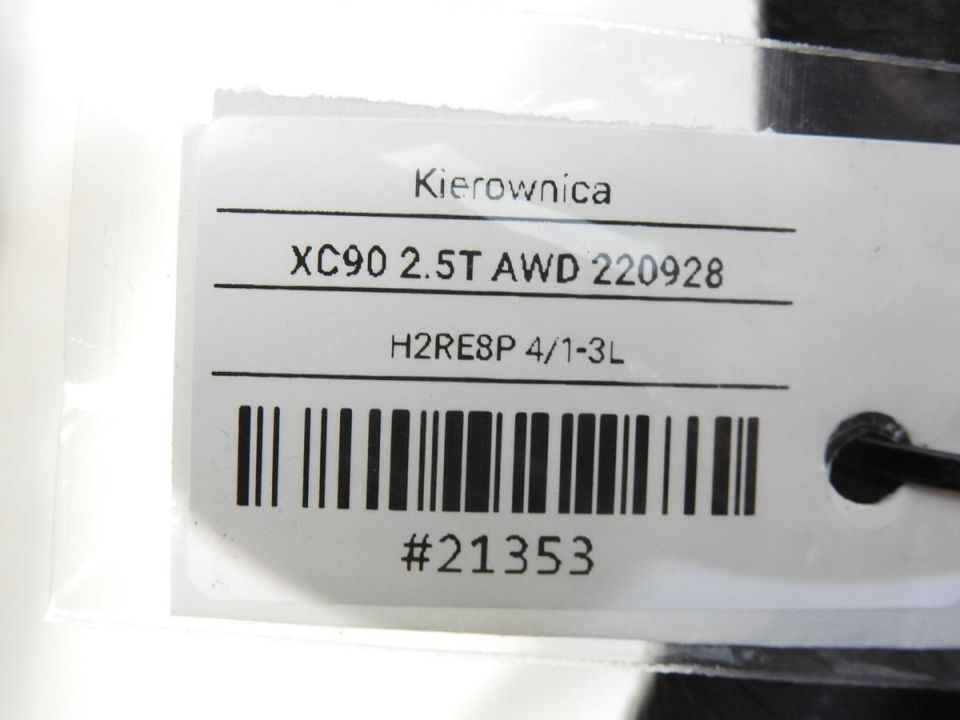 Kierownica
XC90 2.5T AWD 220928
H2RE8P 4/1-3L
#21353